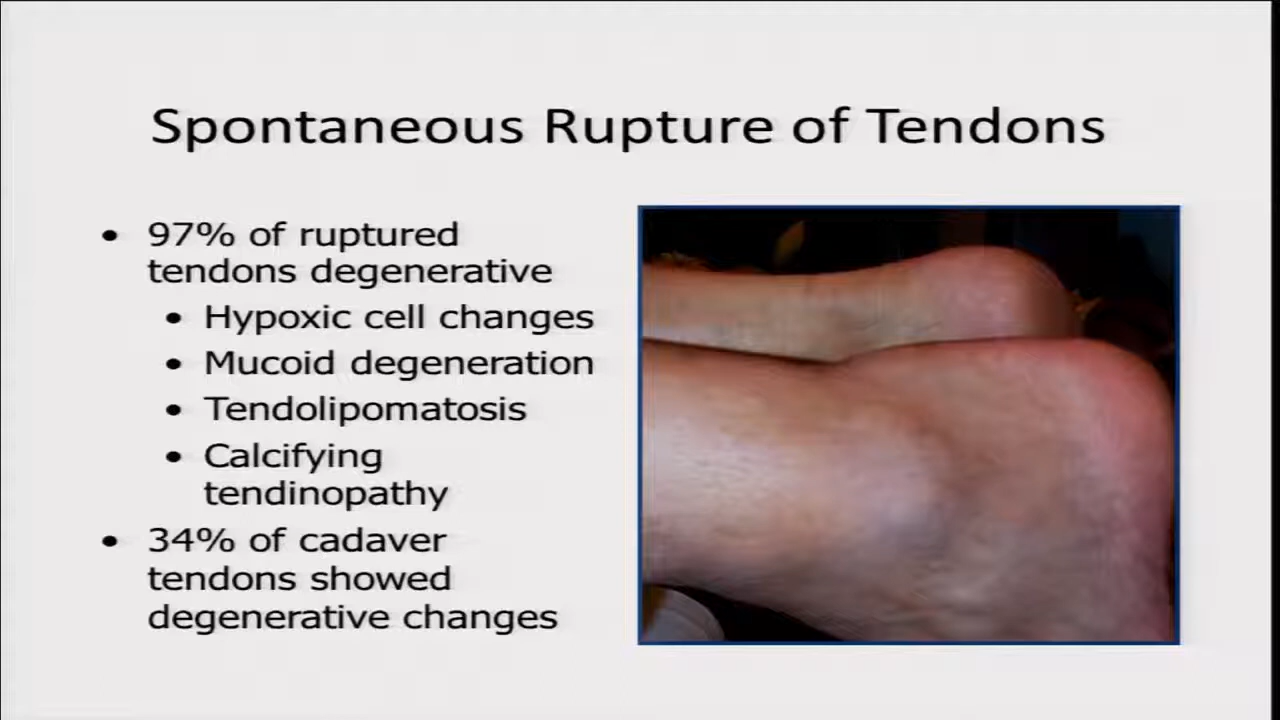 Spontaneous Rupture of Tendons
• 97% of ruptured
tendons degenerative
• Hypoxic cell changes
• Mucoid degeneration
• Tendolipomatosis
• Calcifying
tendinopathy
• 34% of cadaver
tendons showed
degenerative changes